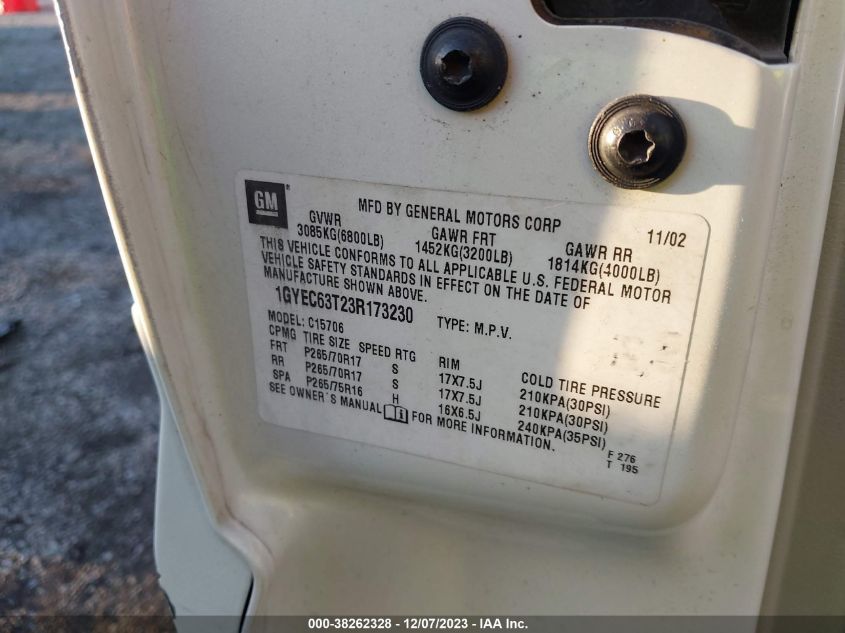 GM
MFD BY GENERAL MOTORS CORP 11/02
GVWR GAWR FRT GAWR RR
3085KG(6800LB) 1452KG(3200LB) 1814KG(4000LB)
THIS VEHICLE CONFORMS TO ALL APPLICABLE U.S. FEDERAL MOTOR
VEHICLE SAFETY STANDARDS IN EFFECT ON THE DATE OF
MANUFACTURE SHOWN ABOVE.
1GYEC63T23R173230 TYPE: M.P.V.
MODEL: C15706
CPMG TIRE SIZE SPEED RTG RIM COLD TIRE PRESSURE
FRT P265/70R17 S 17X7.5J 210KPA(30PSI)
RR P265/70R17 S 17X7.5J 210KPA(30PSI)
SPA P265/75R16 H 16X6.5J 240KPA(35PSI)
SEE OWNER'S MANUAL FOR MORE INFORMATION.
F 276
T 195
000-38262328 - 12/07/2023 - IAA Inc.